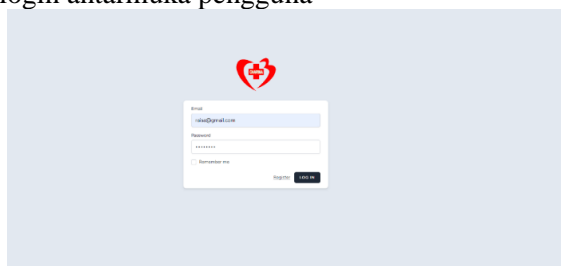 login antarmuka pengguna
Email
Password
Remember me
Register LOG IN